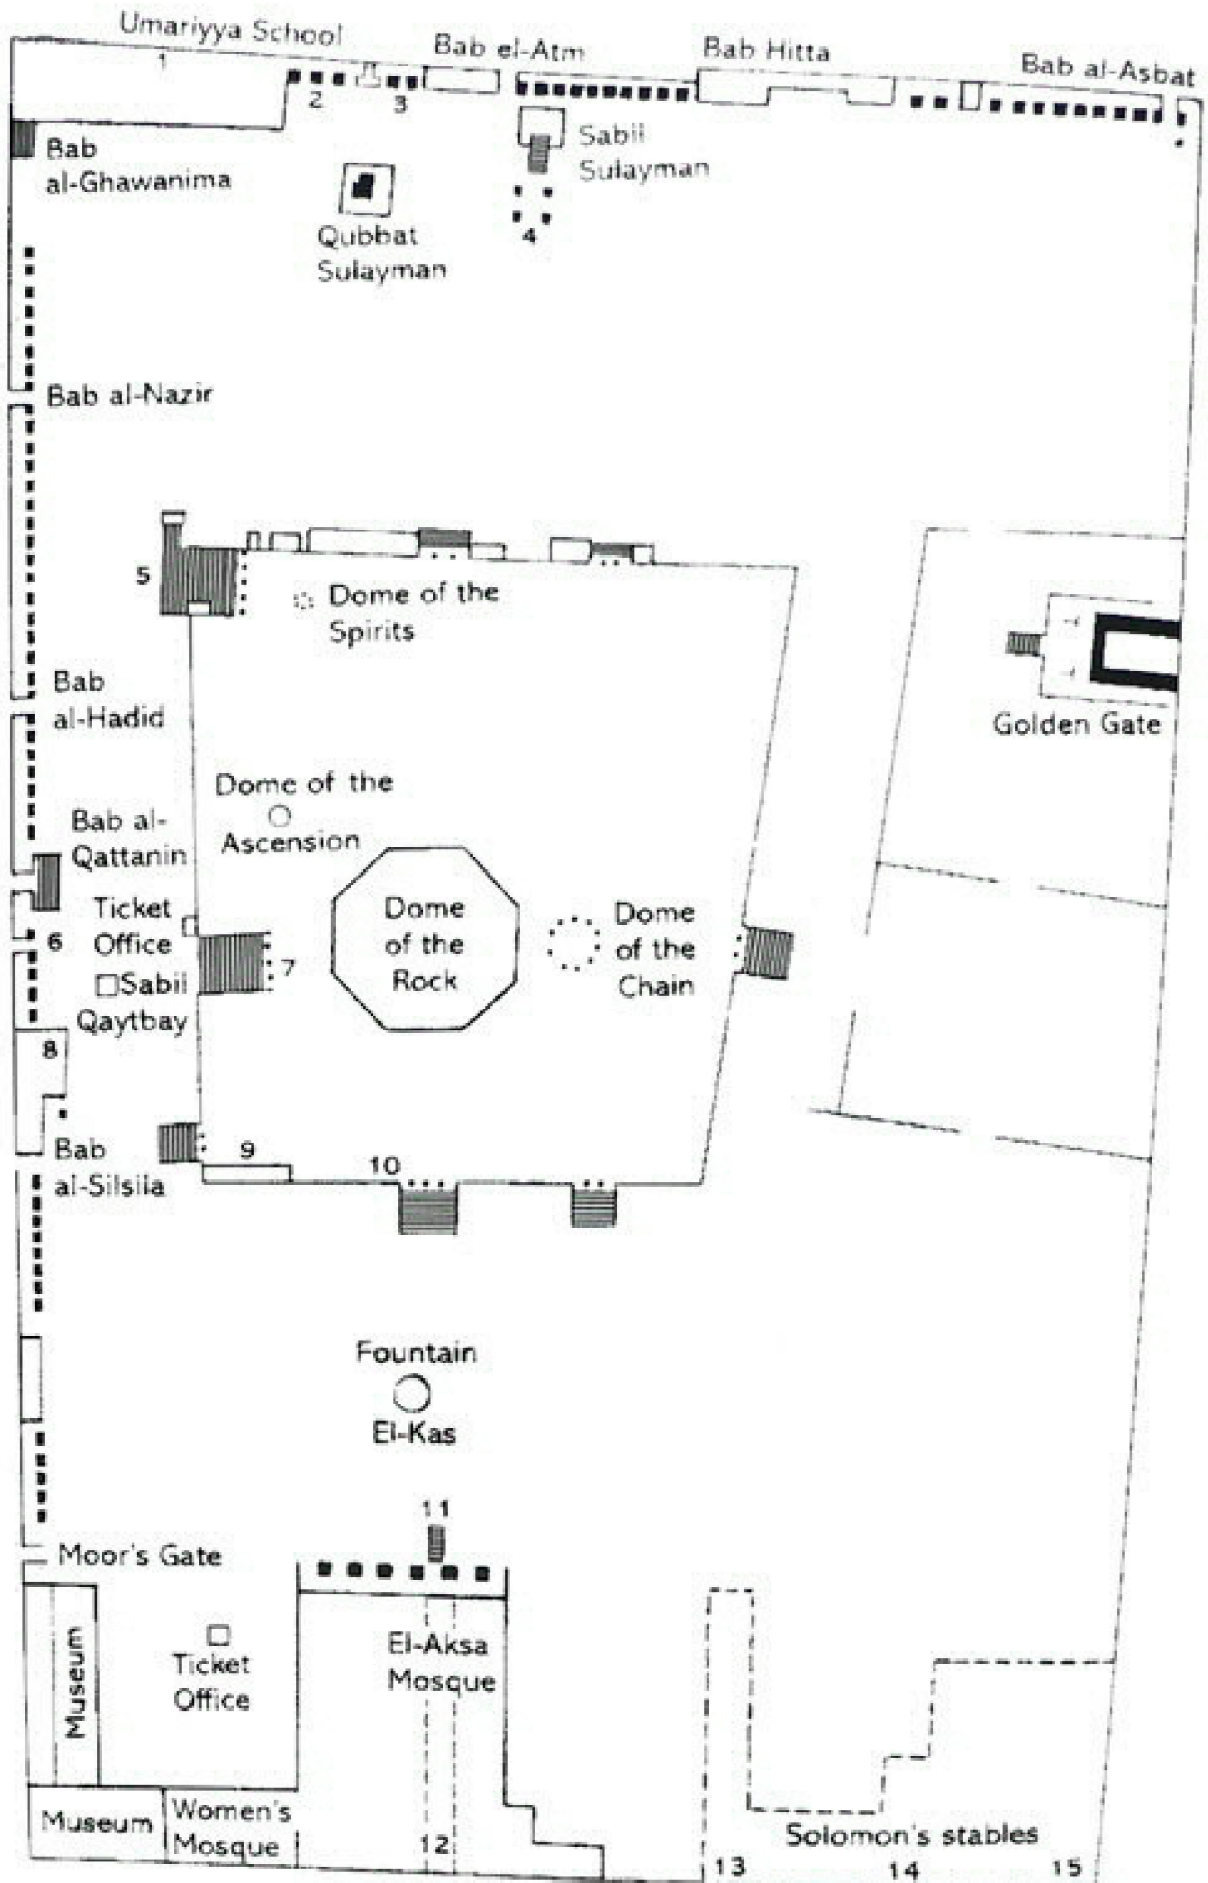 Umariyya School
Bab el-Atm
Bab Hitta
Bab al-Asbat
1
2
3
Bab
al-Ghawanima
Sabil
Sulayman
Qubbat
Sulayman
4
Bab al-Nazir
5
Dome of the
Spirits
Bab
al-Hadid
Golden Gate
Dome of the
Ascension
Bab al-
Qattanin
Ticket
Office
6
Sabil
Qaytbay
7
Dome
of the
Rock
Dome
of the
Chain
8
Bab
al-Silsila
9
10
Fountain
El-Kas
11
Moor's Gate
Museum
Ticket
Office
El-Aksa
Mosque
Museum
Women's
Mosque
12
Solomon's stables
13
14
15